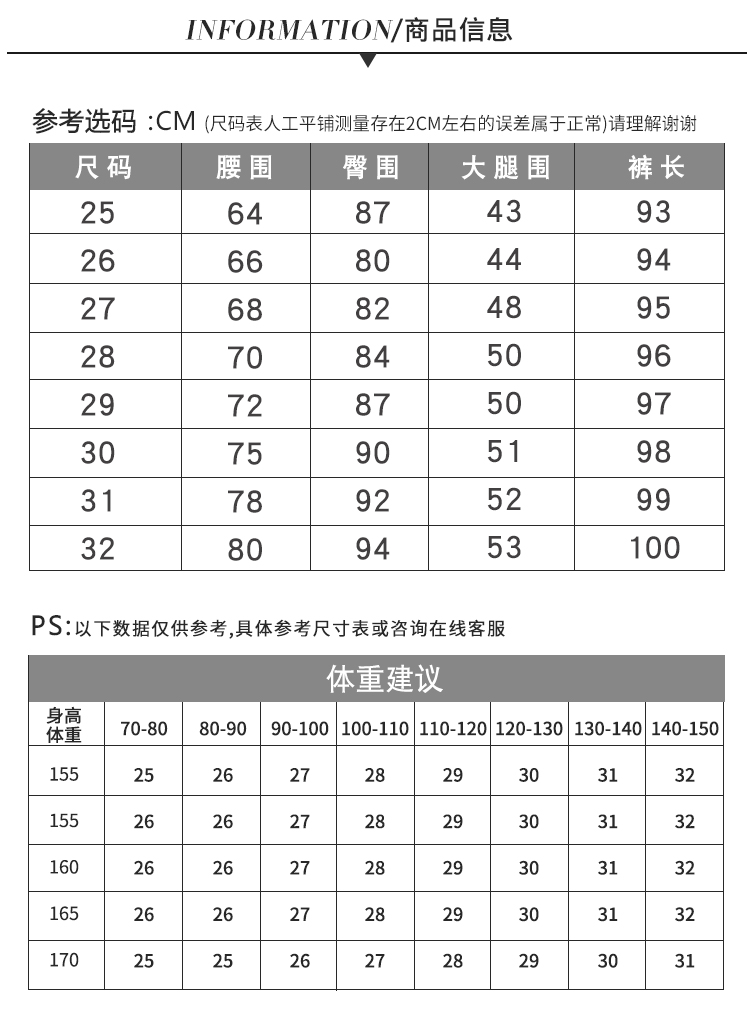 INFORMATION/商品信息
参考选码 :CM (尺码表人工平铺测量存在2CM左右的误差属于正常)请理解谢谢
尺码 腰围 臀围 大腿围 裤长
25 64 87 43 93
26 66 80 44 94
27 68 82 48 95
28 70 84 50 96
29 72 87 50 97
30 75 90 51 98
31 78 92 52 99
32 80 94 53 100
PS:以下数据仅供参考,具体参考尺寸表或咨询在线客服
体重建议
身高
体重 70-80 80-90 90-100 100-110 110-120 120-130 130-140 140-150
155 25 26 27 28 29 30 31 32
155 26 26 27 28 29 30 31 32
160 26 26 27 28 29 30 31 32
165 26 26 27 28 29 30 31 32
170 25 25 26 27 28 29 30 31